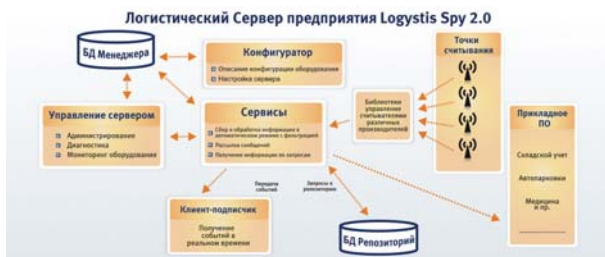 Логистический Сервер предприятия Logystis Spy 2.0
БД Менеджера
Конфигуратор
Описание конфигурации оборудования
Настройка сервера
Точки
считывания
Управление сервером
Администрирование
Диагностика
Мониторинг оборудования
Сервисы
Сбор и обработка информации в
автоматическом режиме с фильтрацией
Рассылка сообщений
Получение информации по запросам
Библиотеки
управление
считывателями
различных
производителей
Прикладное
ПО
Складской учет
Автопарковки
Медицина
и пр.
Передача
событий
Запросы к
репозиторию
Клиент-подписчик
Получение
событий в
реальном времени
БД Репозиторий